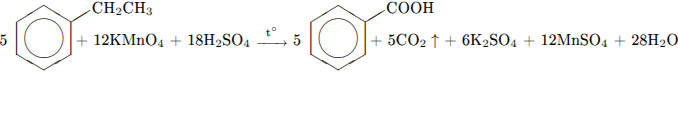 CH₂CH₃ COOH
5 + 12KMnO₄ + 18H₂SO₄ t° → 5 + 5CO₂ ↑ + 6K₂SO₄ + 12MnSO₄ + 28H₂O